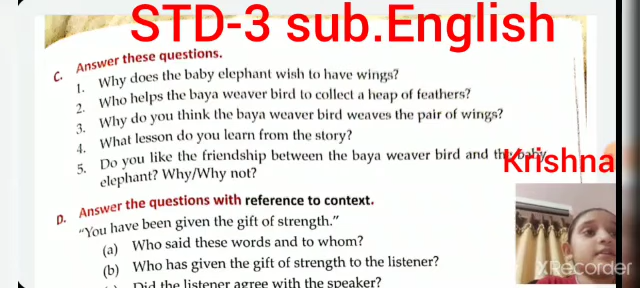 STD-3 sub.English
C. Answer these questions.
1. Why does the baby elephant wish to have wings?
2. Who helps the baya weaver bird to collect a heap of feathers?
3. Why do you think the baya weaver bird weaves the pair of wings?
4. What lesson do you learn from the story?
5. Do you like the friendship between the baya weaver bird and the baby
elephant? Why/Why not?
Krishna
D. Answer the questions with reference to context.
"You have been given the gift of strength."
(a) Who said these words and to whom?
(b) Who has given the gift of strength to the listener?
Did the listener agree with the speaker?
XRecorder